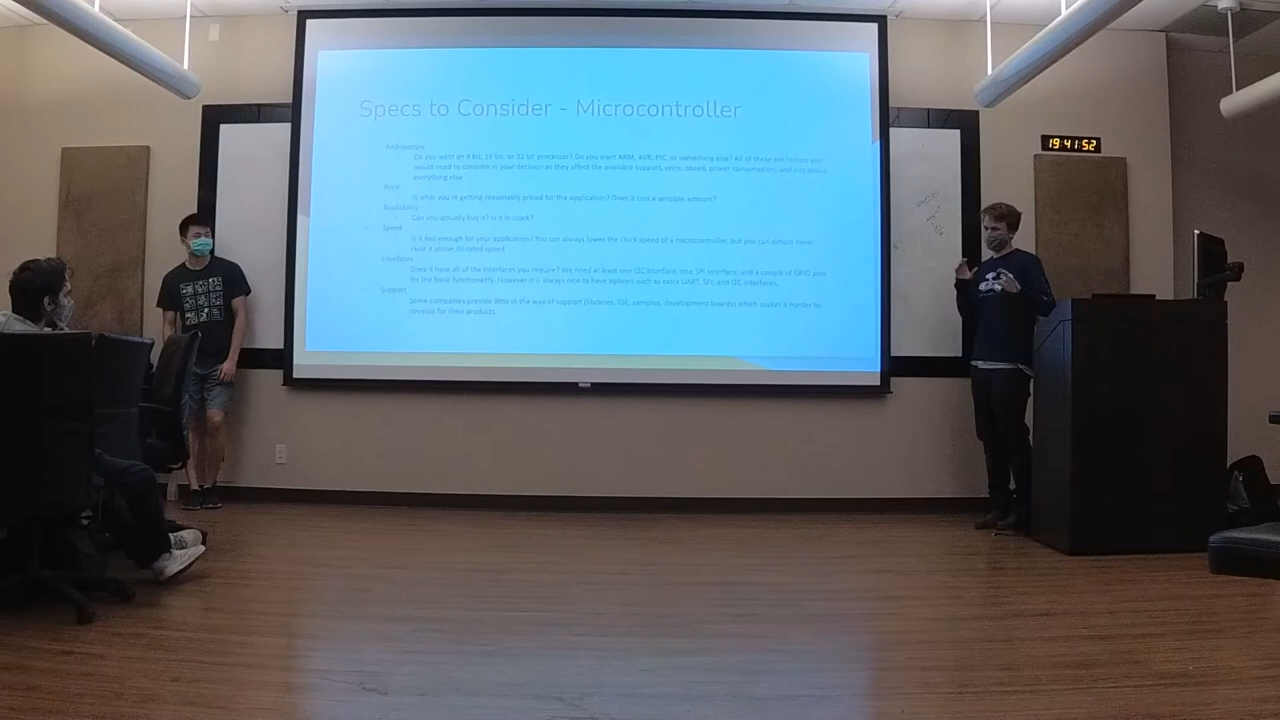 Specs to Consider - Microcontroller
19:41:52
Architecture
Do you want an 8 bit, 16 bit, or 32 bit processor? Do you want ARM, AVR, PIC, or something else? All of these are factors you
would need to consider in your decision as they affect the available support, price, speed, power consumption, and just about
everything else
Price
Is what you're getting reasonably priced for the application? Does it cost a sensible amount?
Availability
Can you actually buy it? Is it in stock?
Speed
Is it fast enough for your application? You can always lower the clock speed of a microcontroller, but you can almost never
raise it above its rated speed
Interfaces
Does it have all of the interfaces you require? We need at least one I2C interface, one SPI interface, and a couple of GPIO pins
for the basic functionality. However it is always nice to have options such as extra UART, SPI, and I2C interfaces.
Support
Some companies provide little in the way of support (libraries, IDE, samples, development boards) which makes it harder to
develop for their products